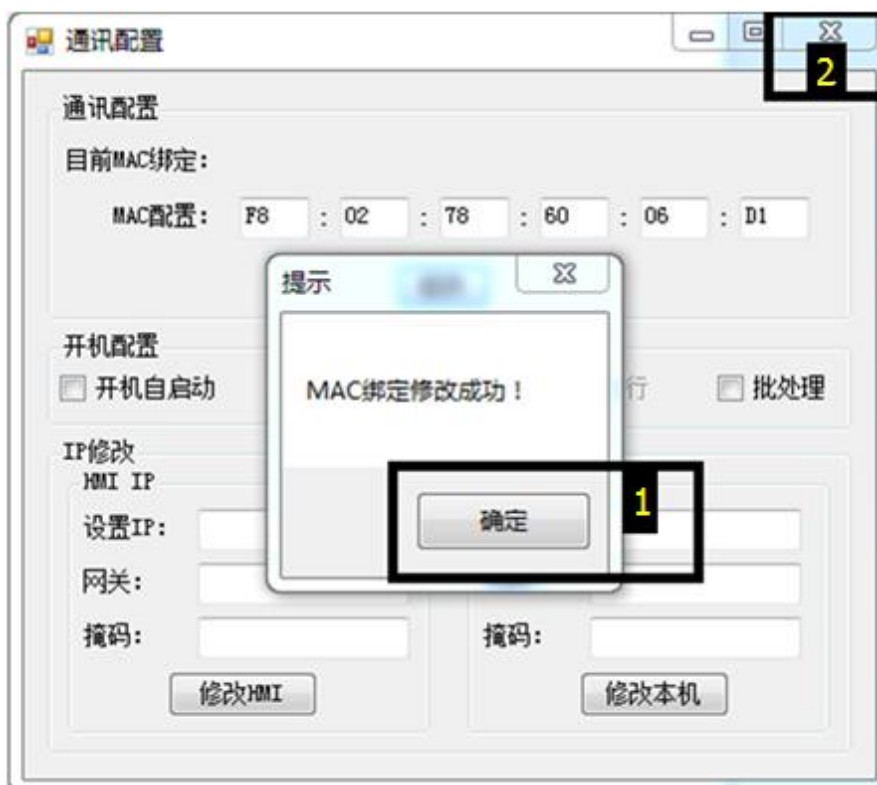 通讯配置
2
通讯配置
目前MAC绑定:
MAC配置: F8 : 02 : 78 : 60 : 06 : D1
提示
MAC绑定修改成功！
确定
1
开机配置
开机自启动
行
批处理
IP修改
HMI IP
设置IP:
网关:
掩码:
掩码:
修改HMI
修改本机